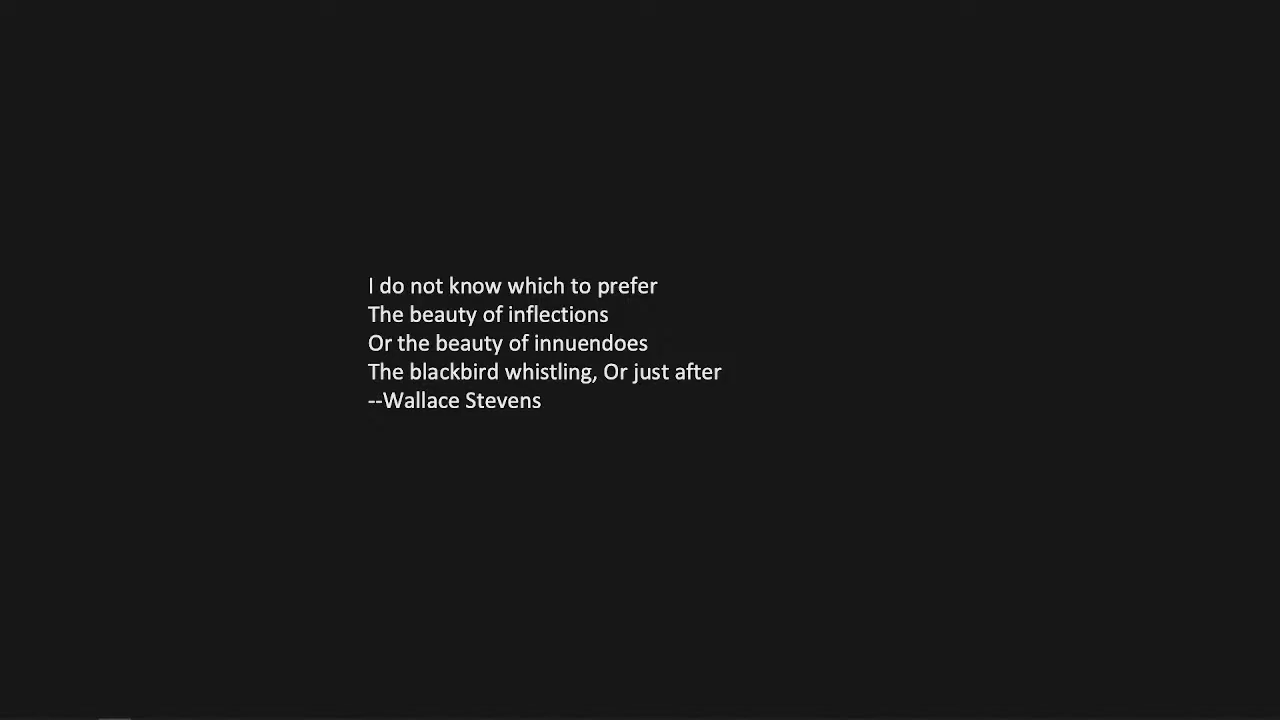 I do not know which to prefer
The beauty of inflections
Or the beauty of innuendoes
The blackbird whistling, Or just after
--Wallace Stevens